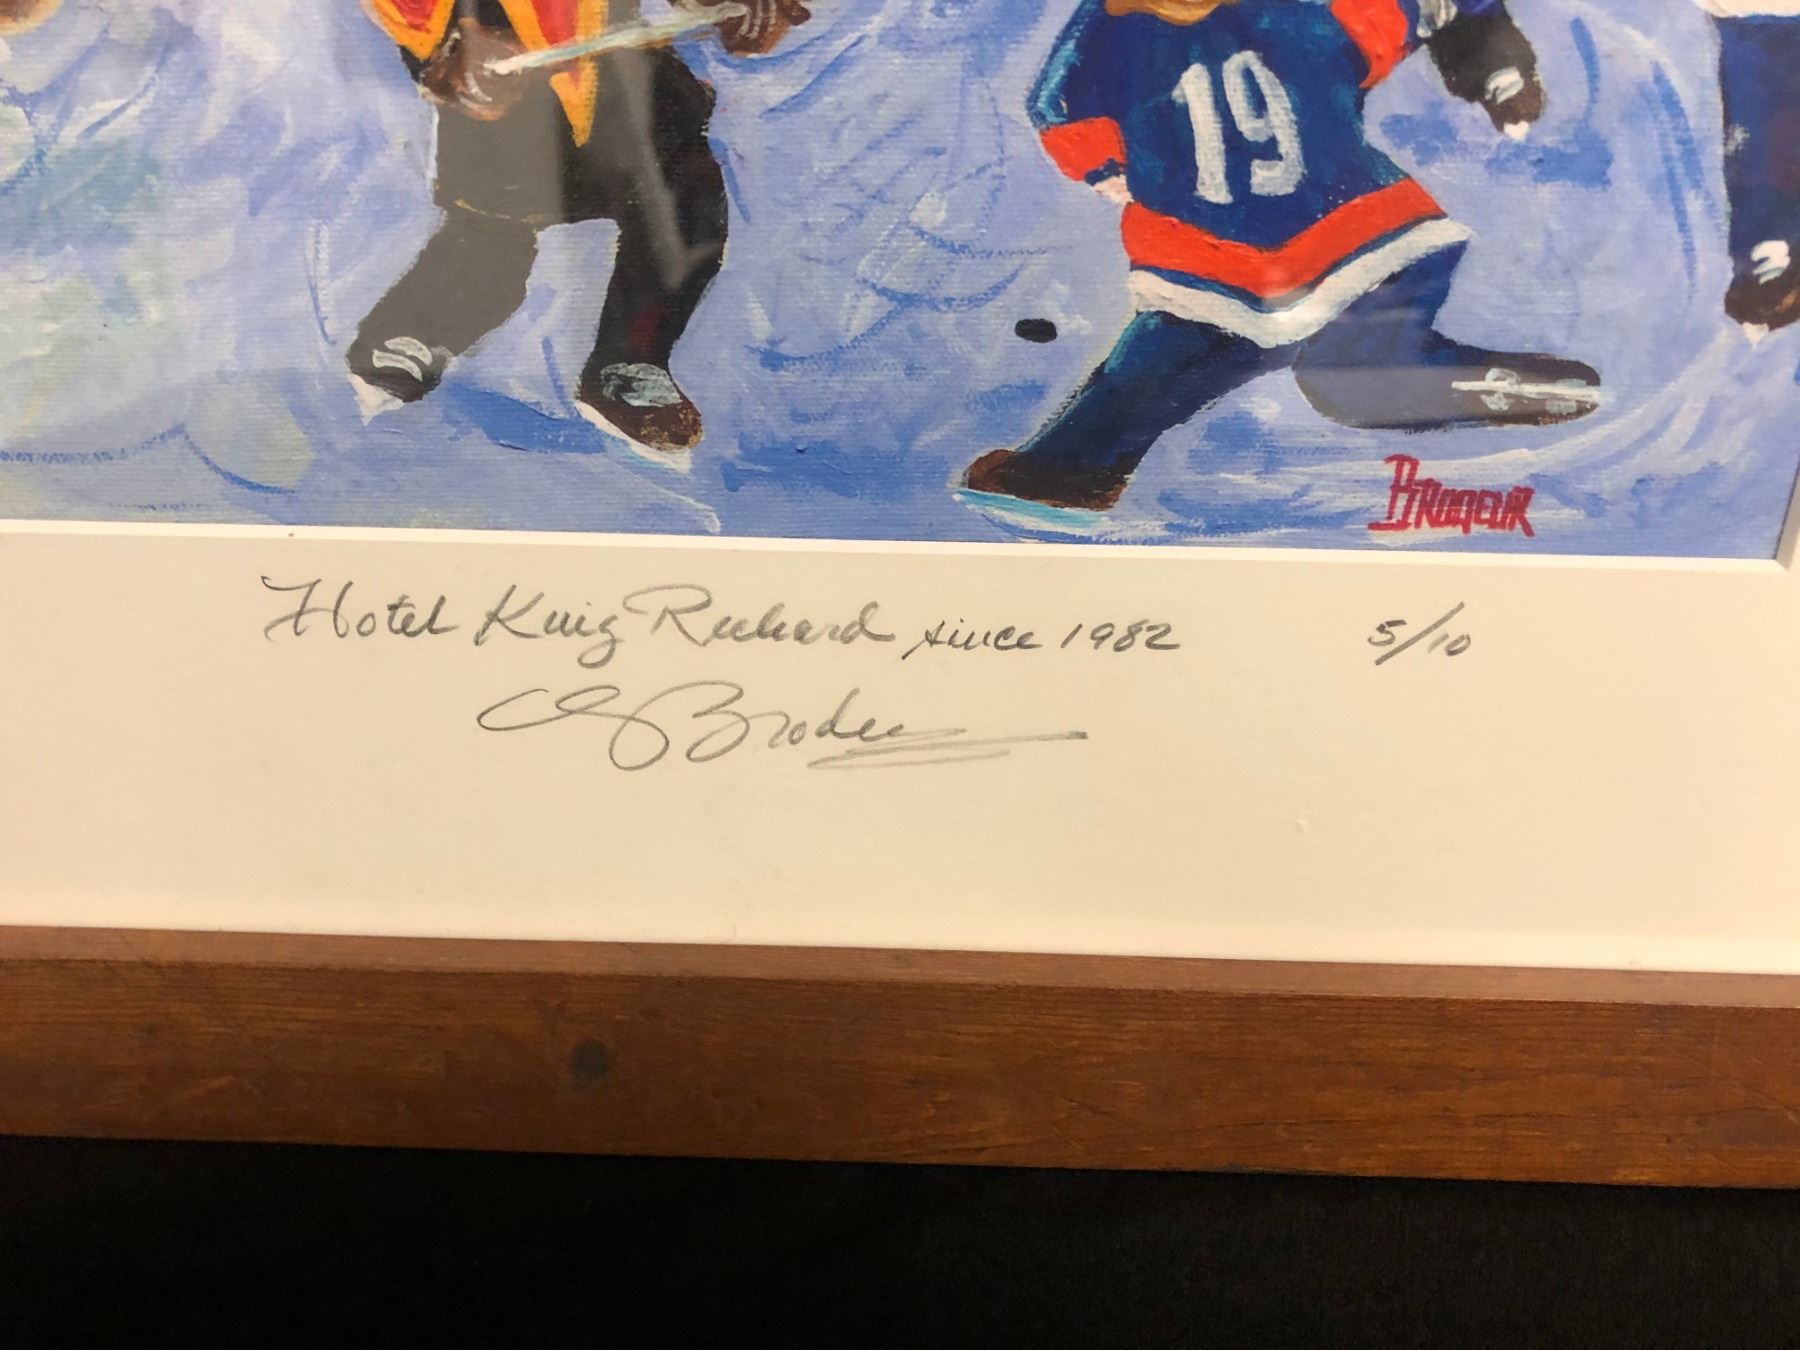 19
BROdEUR
Hotel King Richard since 1982 5/10